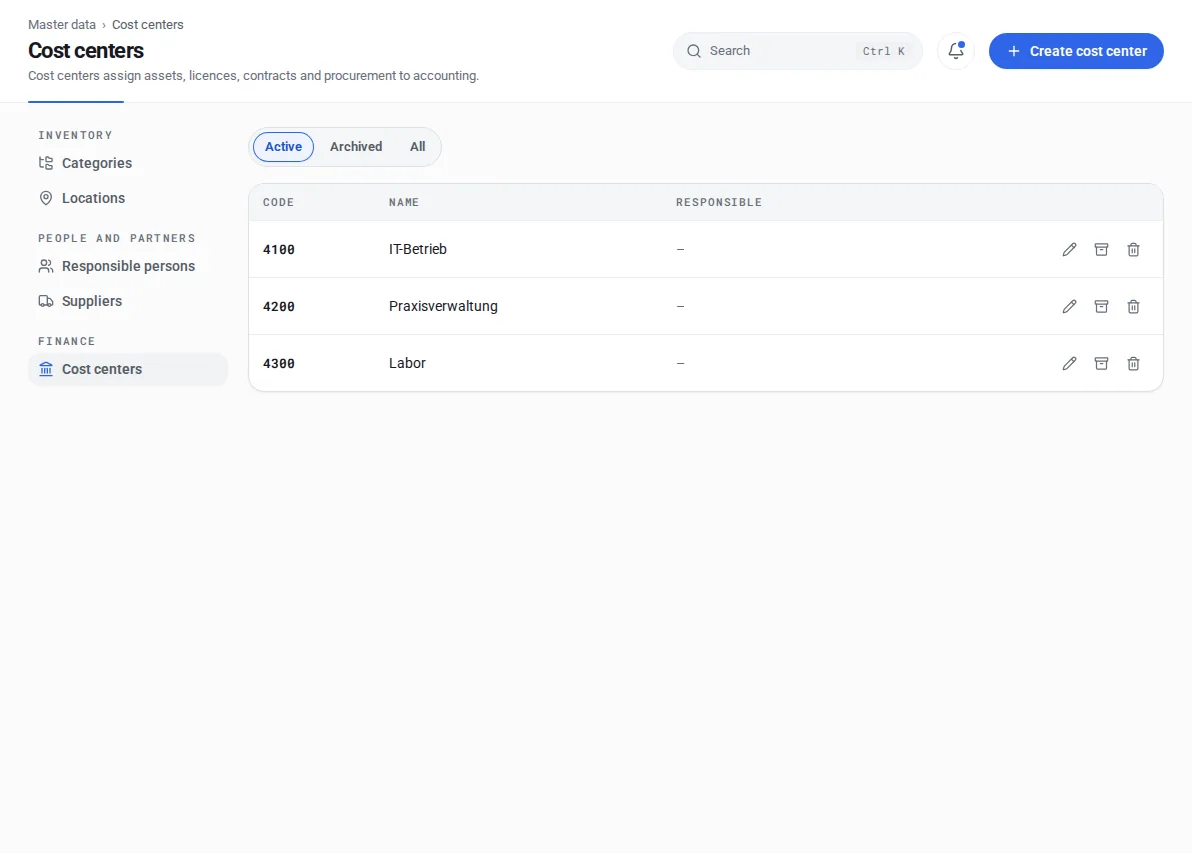 Master data › Cost centers
Cost centers
Cost centers assign assets, licences, contracts and procurement to accounting.
Search Ctrl K
Create cost center
INVENTORY
Categories
Locations
PEOPLE AND PARTNERS
Responsible persons
Suppliers
FINANCE
Cost centers
Active Archived All
CODE NAME RESPONSIBLE
4100 IT-Betrieb –
4200 Praxisverwaltung –
4300 Labor –